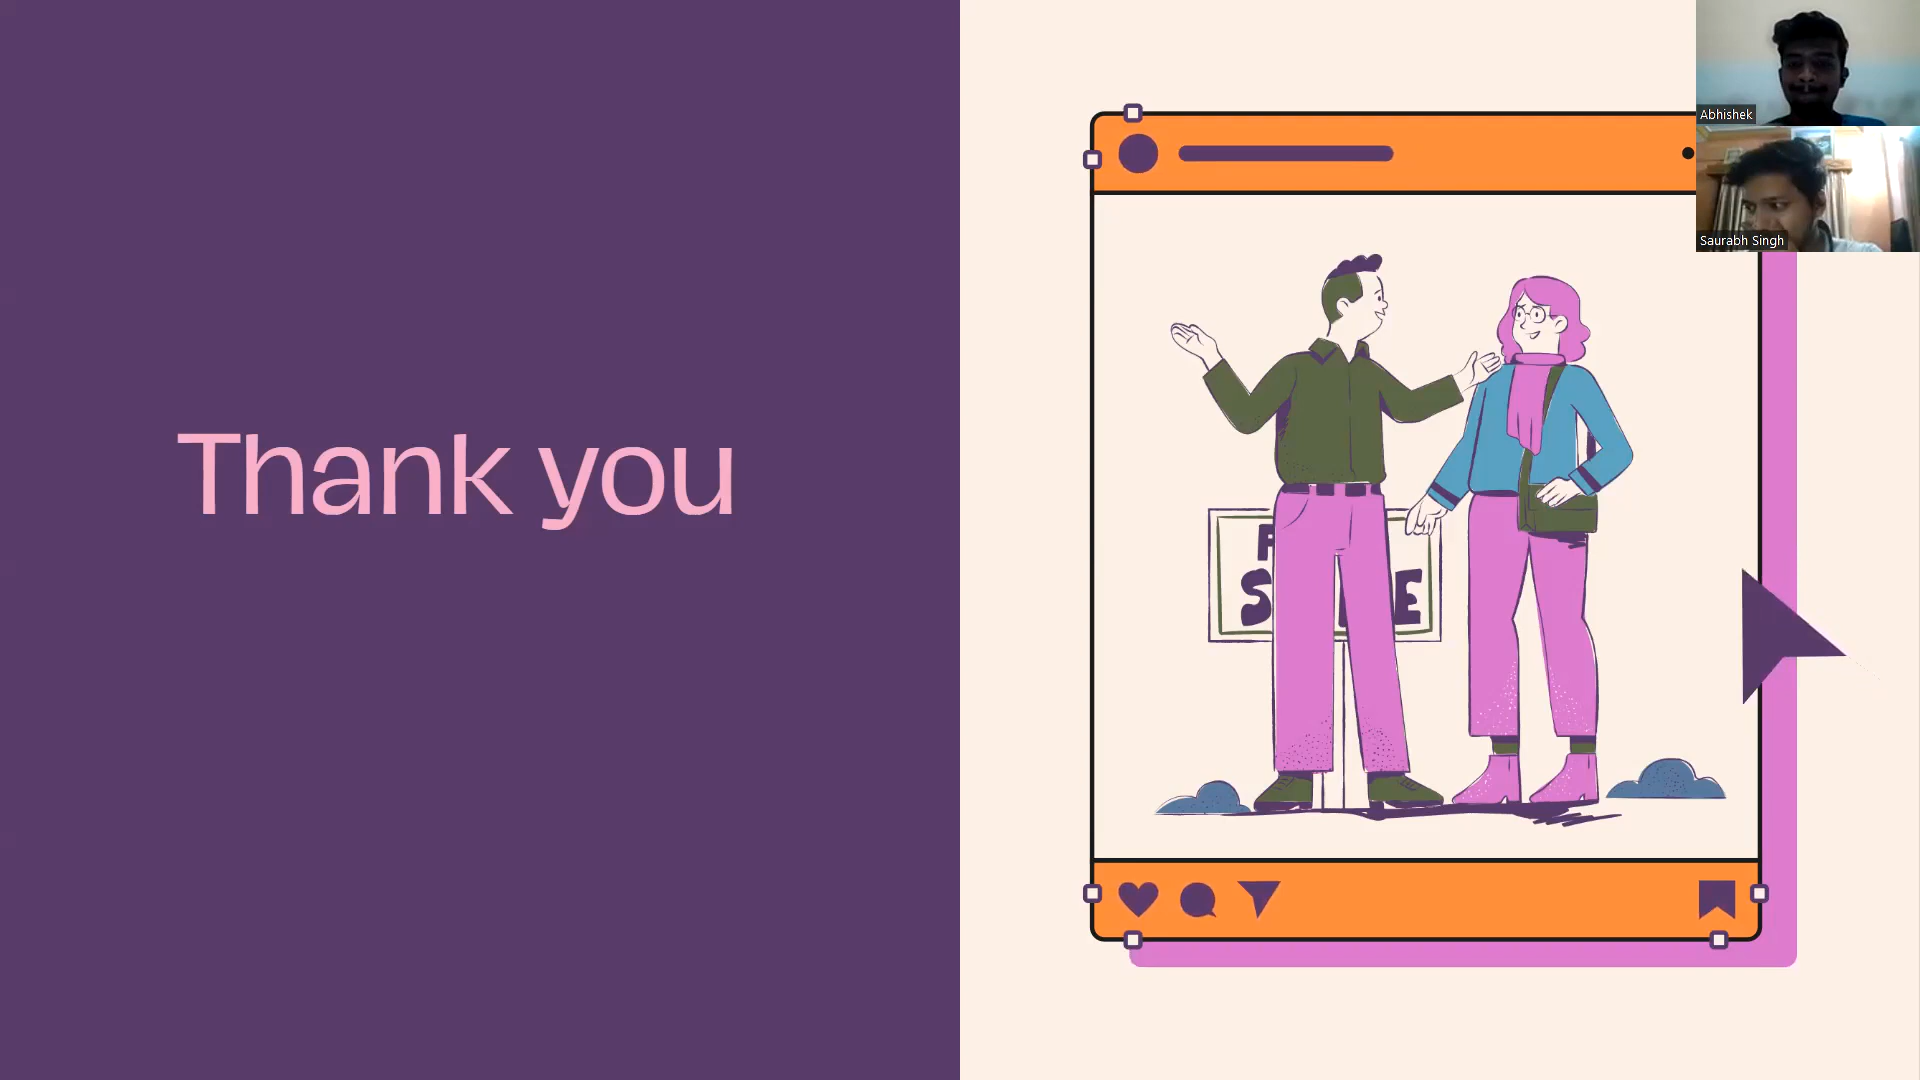 Thank you
Abhishek
Saurabh Singh
F
S E